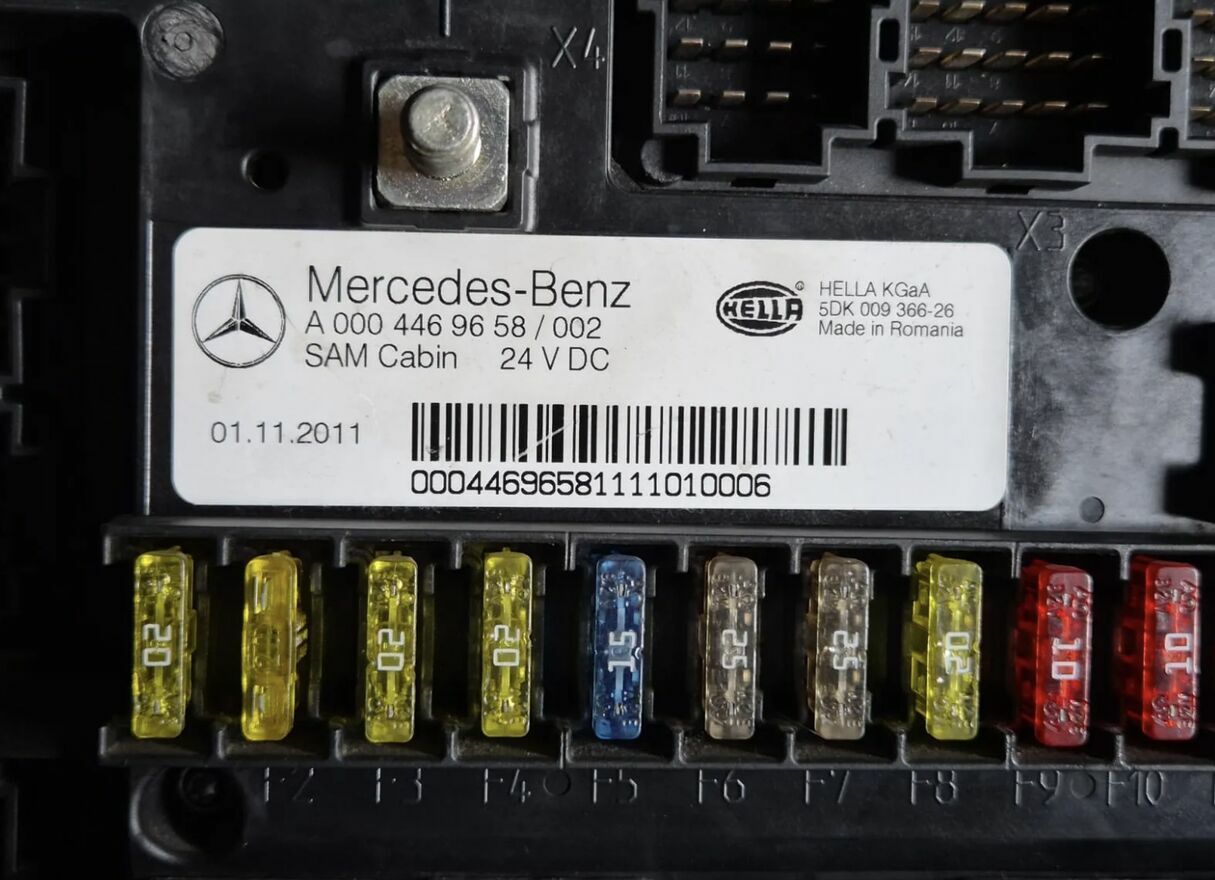 X4
X3
Mercedes-Benz
A 000 446 96 58 / 002
SAM Cabin 24 V DC
HELLA
HELLA KGaA
5DK 009 366-26
Made in Romania
01.11.2011
00044696581111010006
20
20
20
15
25
25
20
10
10
F2 F3 F4 F5 F6 F7 F8 F9 F10